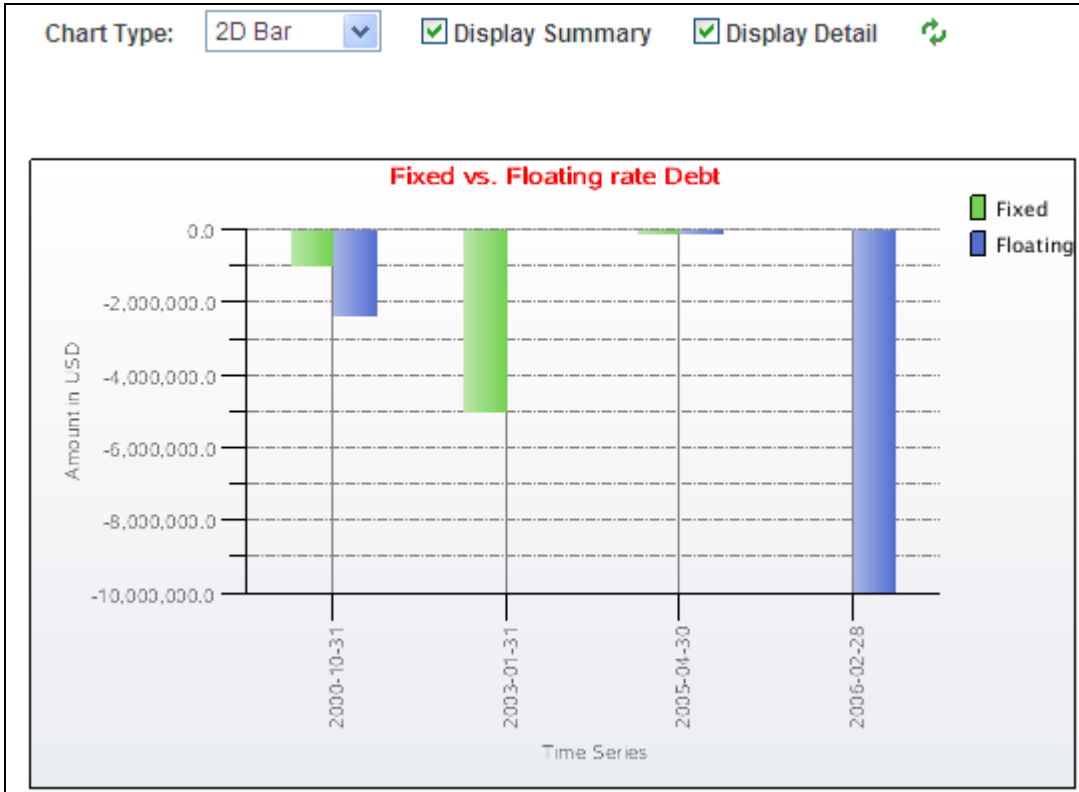 Chart Type: 2D Bar Display Summary Display Detail
Fixed vs. Floating rate Debt
Fixed
Floating
0.0
-2,000,000.0
-4,000,000.0
-6,000,000.0
-8,000,000.0
-10,000,000.0
Amount in USD
2000-10-31
2003-01-31
2005-04-30
2006-02-28
Time Series